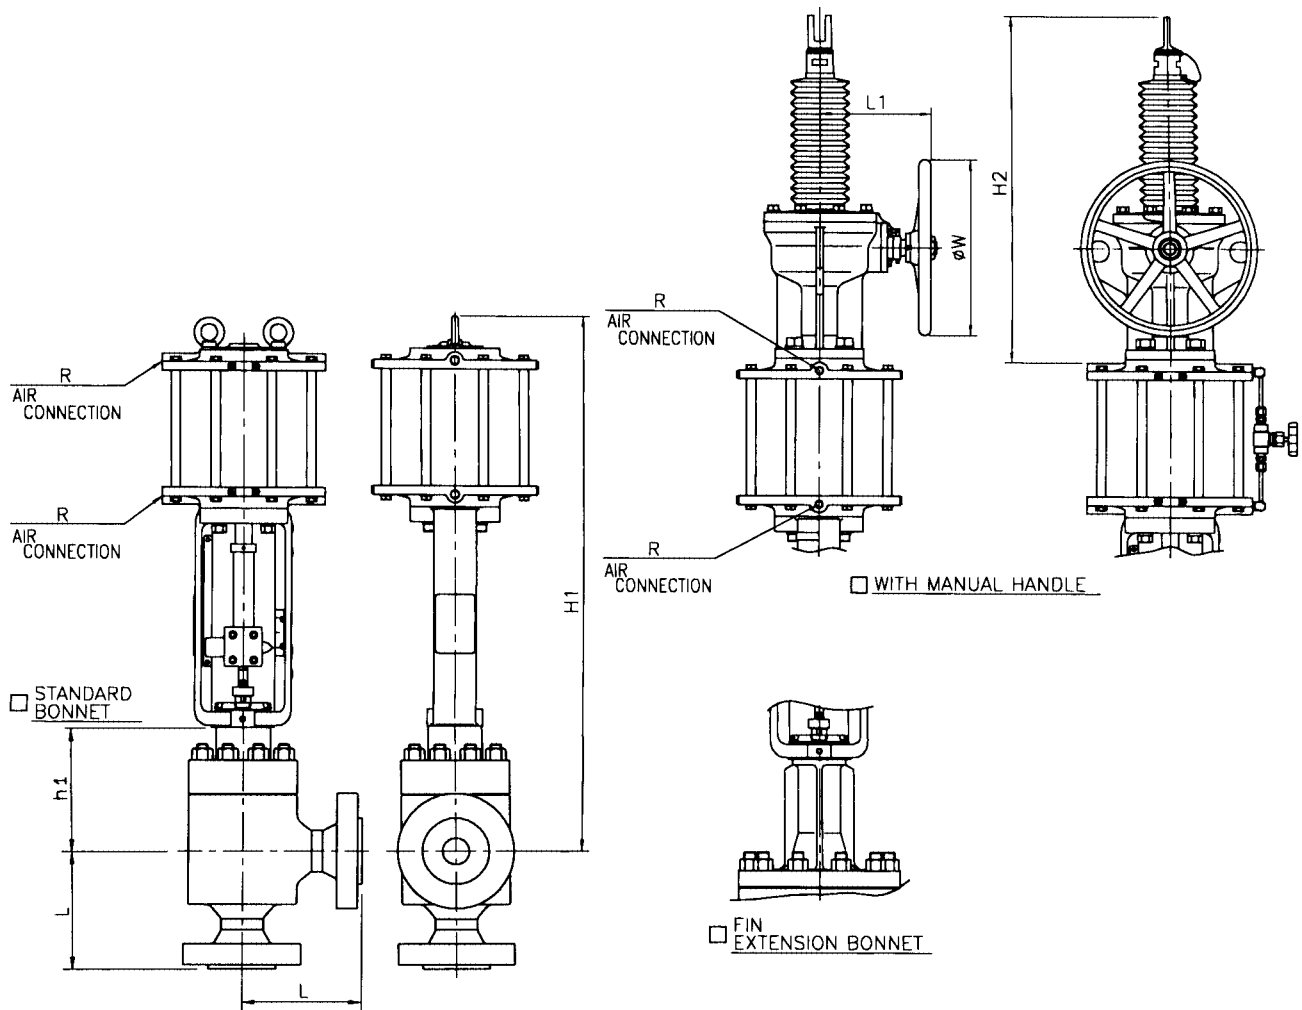 L1
H2
øW
R
AIR
CONNECTION
R
AIR
CONNECTION
R
AIR
CONNECTION
H1
R
AIR
CONNECTION
WITH MANUAL HANDLE
STANDARD
BONNET
h1
L
L
FIN
EXTENSION BONNET